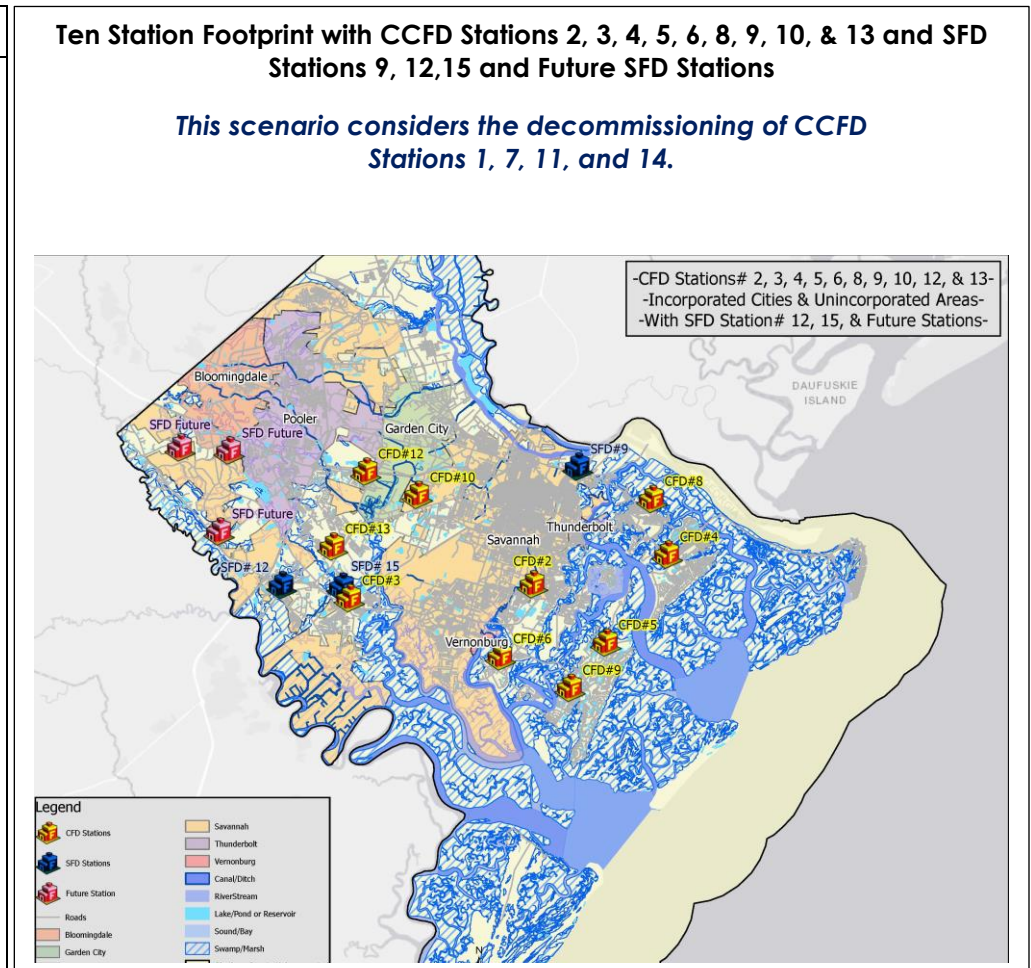 Ten Station Footprint with CCFD Stations 2, 3, 4, 5, 6, 8, 9, 10, & 13 and SFD
Stations 9, 12,15 and Future SFD Stations
This scenario considers the decommissioning of CCFD
Stations 1, 7, 11, and 14.
-CFD Stations# 2, 3, 4, 5, 6, 8, 9, 10, 12, & 13-
-Incorporated Cities & Unincorporated Areas-
-With SFD Station# 12, 15, & Future Stations-
DAUFUSKIE
ISLAND
Bloomingdale
Pooler
SFD Future
SFD Future
Garden City
CFD#12
SFD#9
CFD#10
CFD#8
SFD Future
Thunderbolt
CFD#13
Savannah
CFD#4
SFD# 12
SFD# 15
CFD#3
CFD#2
CFD#5
Vernonburg
CFD#6
CFD#9
Legend
CFD Stations
SFD Stations
Future Station
Roads
Bloomingdale
Garden City
Savannah
Thunderbolt
Vernonburg
Canal/Ditch
RiverStream
Lake/Pond or Reservoir
Sound/Bay
Swamp/Marsh
N